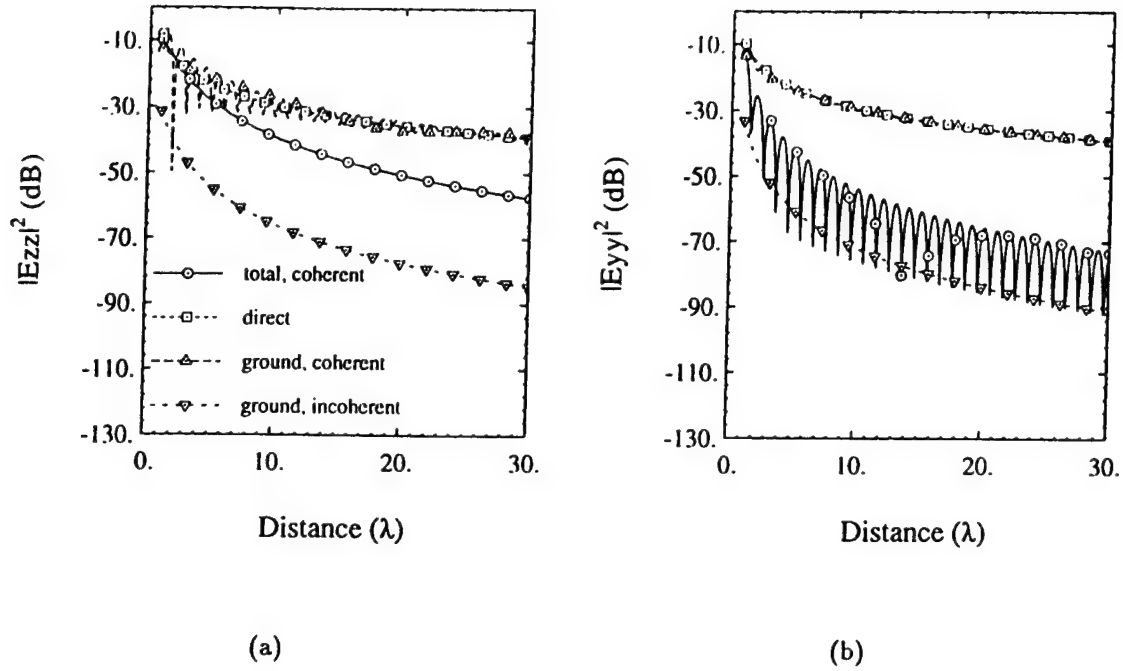 -10.
-30.
-50.
-70.
-90.
-110.
-130.
|Ezz|² (dB)
total, coherent
direct
ground, coherent
ground, incoherent
0.
10.
20.
30.
Distance (λ)
(a)
-10.
-30.
-50.
-70.
-90.
-110.
-130.
|Eyy|² (dB)
0.
10.
20.
30.
Distance (λ)
(b)